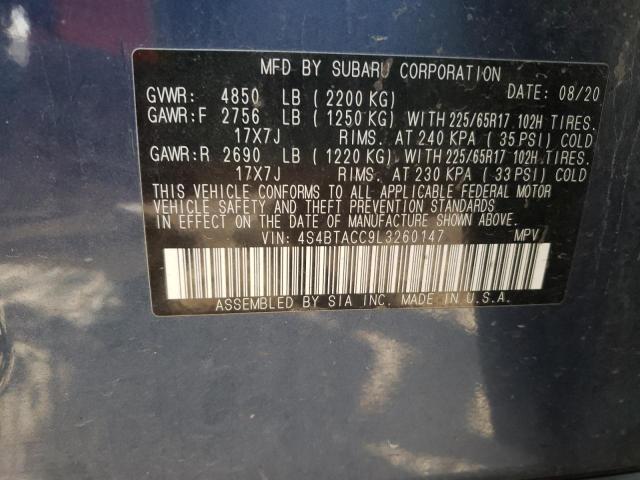 MFD BY SUBARU CORPORATION
GVWR: 4850 LB ( 2200 KG) DATE: 08/20
GAWR:F 2756 LB ( 1250 KG) WITH 225/65R17 102H TIRES.
17X7J RIMS. AT 240 KPA ( 35 PSI) COLD
GAWR:R 2690 LB ( 1220 KG) WITH 225/65R17 102H TIRES.
17X7J RIMS. AT 230 KPA ( 33 PSI) COLD
THIS VEHICLE CONFORMS TO ALL APPLICABLE FEDERAL MOTOR
VEHICLE SAFETY AND THEFT PREVENTION STANDARDS
IN EFFECT ON THE DATE OF MANUFACTURE SHOWN ABOVE.
VIN: 4S4BTACC9L3260147 MPV
ASSEMBLED BY SIA INC. MADE IN U.S.A.